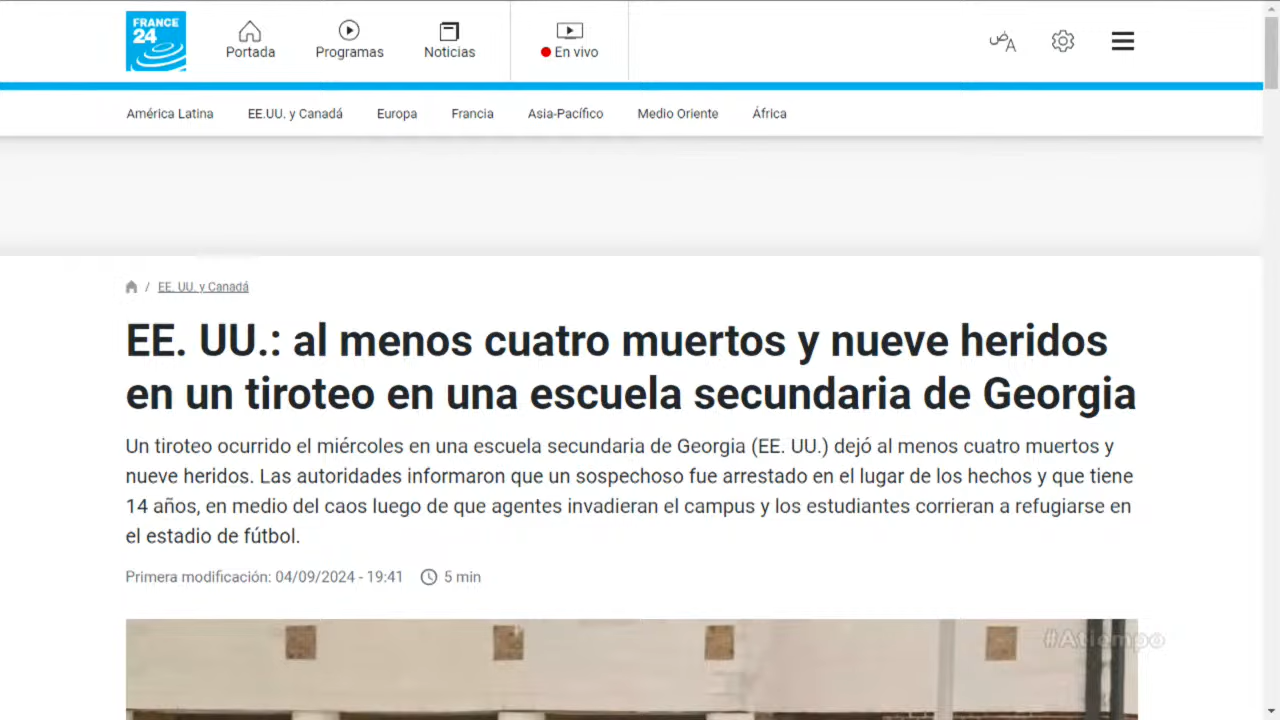 FRANCE
24
Portada
Programas
Noticias
En vivo
América Latina
EE.UU. y Canadá
Europa
Francia
Asia-Pacífico
Medio Oriente
África
/ EE. UU. y Canadá
EE. UU.: al menos cuatro muertos y nueve heridos
en un tiroteo en una escuela secundaria de Georgia
Un tiroteo ocurrido el miércoles en una escuela secundaria de Georgia (EE. UU.) dejó al menos cuatro muertos y
nueve heridos. Las autoridades informaron que un sospechoso fue arrestado en el lugar de los hechos y que tiene
14 años, en medio del caos luego de que agentes invadieran el campus y los estudiantes corrieran a refugiarse en
el estadio de fútbol.
Primera modificación: 04/09/2024 - 19:41 5 min
#ATiempo